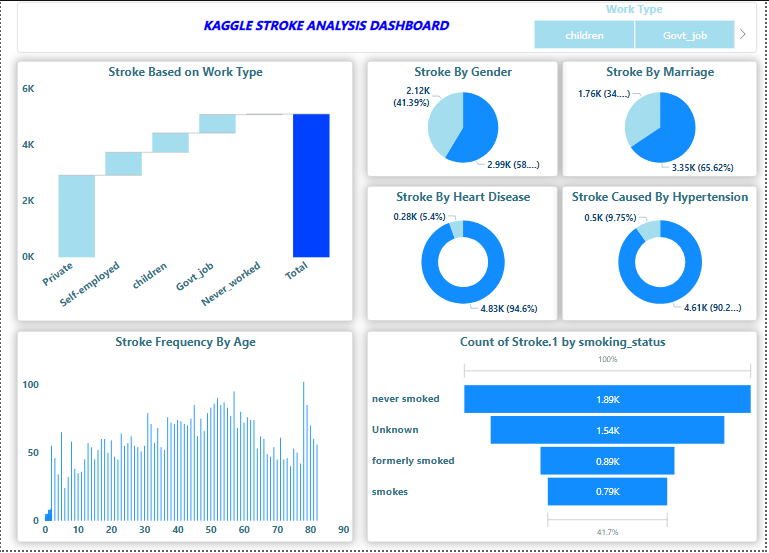 KAGGLE STROKE ANALYSIS DASHBOARD
Work Type
children
Govt_job
Stroke Based on Work Type
6K
4K
2K
0K
Private
Self-employed
children
Govt_job
Never_worked
Total
Stroke By Gender
2.12K
(41.39%)
2.99K (58....)
Stroke By Marriage
1.76K (34....)
3.35K (65.62%)
Stroke By Heart Disease
0.28K (5.4%)
4.83K (94.6%)
Stroke Caused By Hypertension
0.5K (9.75%)
4.61K (90.2...)
Stroke Frequency By Age
100
50
0
0 10 20 30 40 50 60 70 80 90
Count of Stroke.1 by smoking_status
100%
never smoked 1.89K
Unknown 1.54K
formerly smoked 0.89K
smokes 0.79K
41.7%